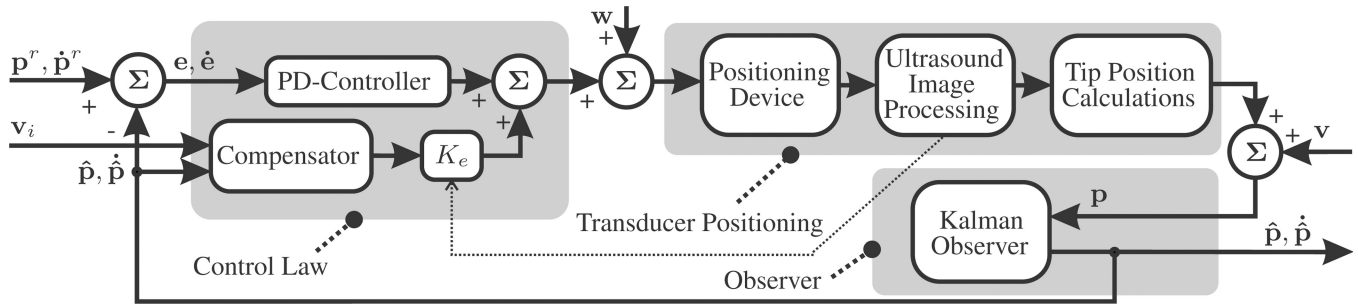 w
+
p^r, ṗ^r
+
Σ
-
e, ė
PD-Controller
+
Σ
+
+
Σ
Positioning
Device
Ultrasound
Image
Processing
Tip Position
Calculations
v_i
Compensator
K_e
p̂, p̂̇
+
+
v
Σ
Transducer Positioning
p
Kalman
Observer
p̂, p̂̇
Control Law
Observer